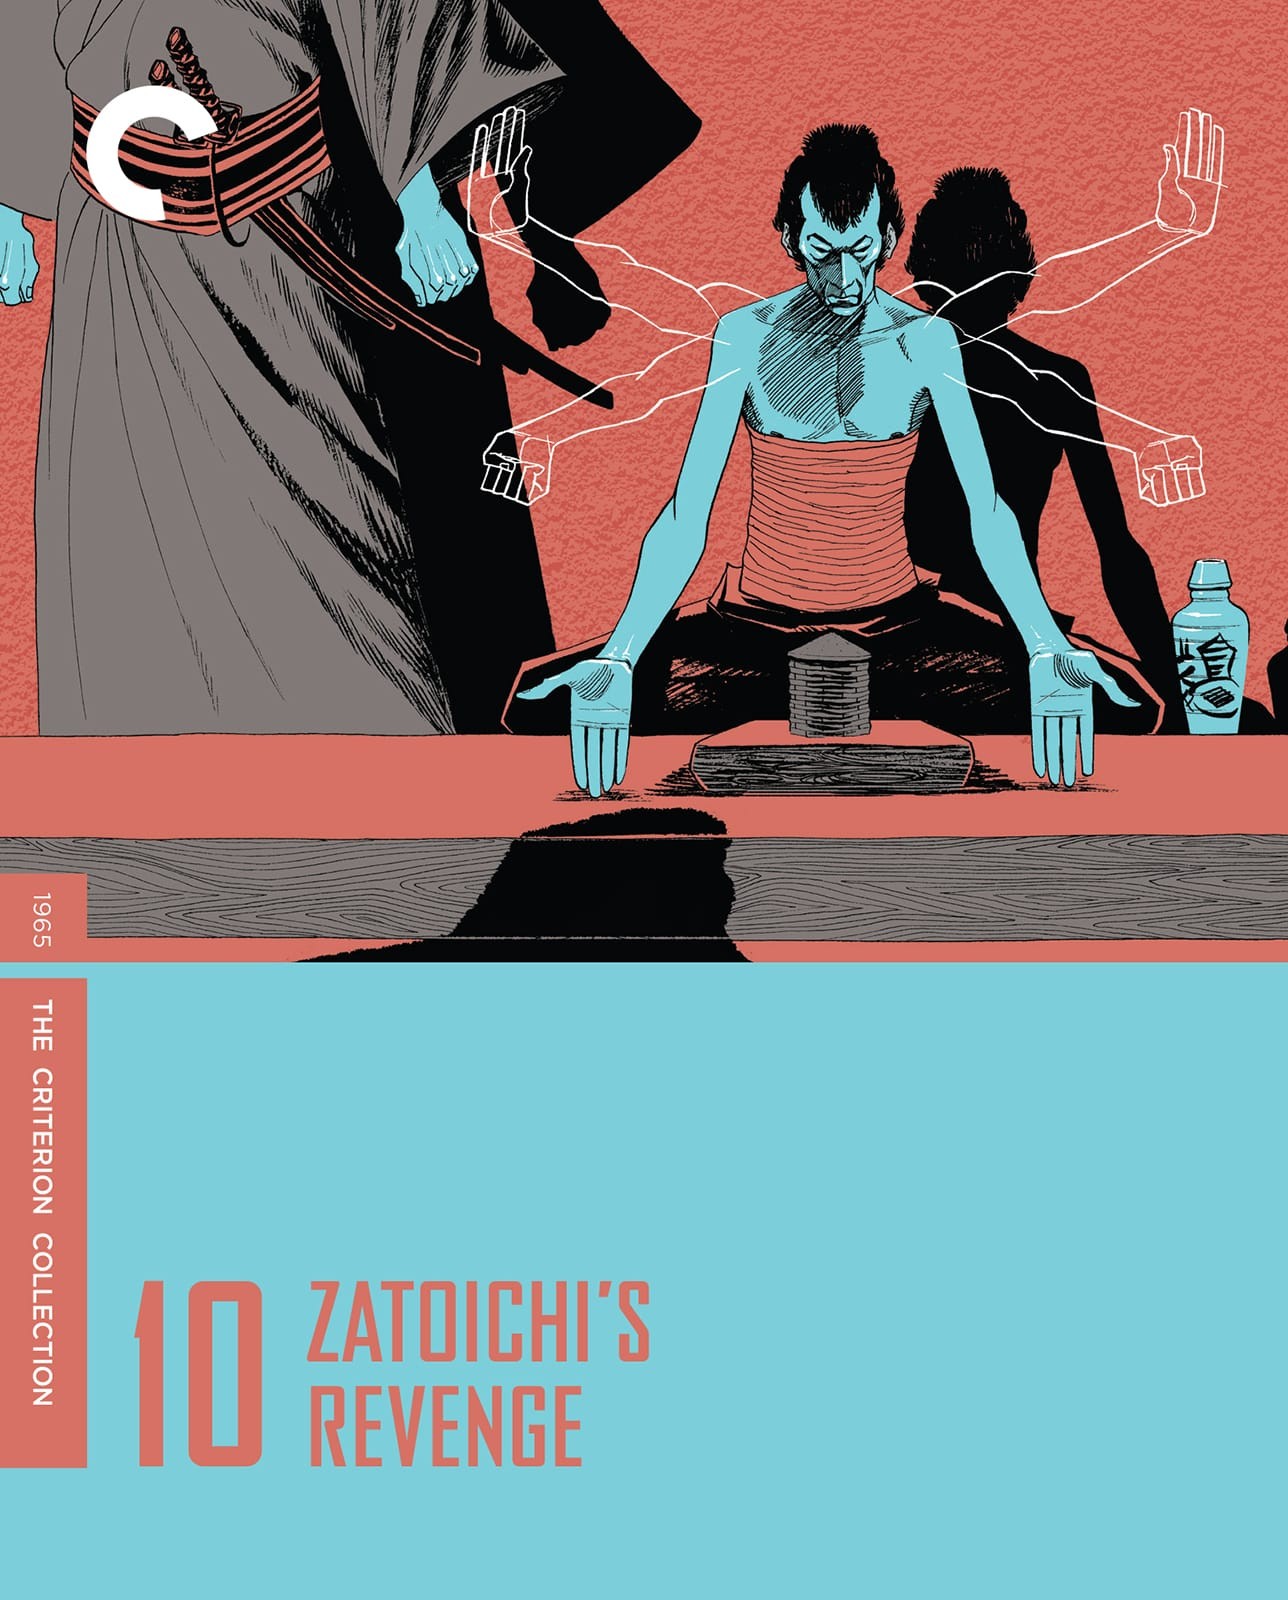 1965
THE CRITERION COLLECTION
10
ZATOICHI'S
REVENGE